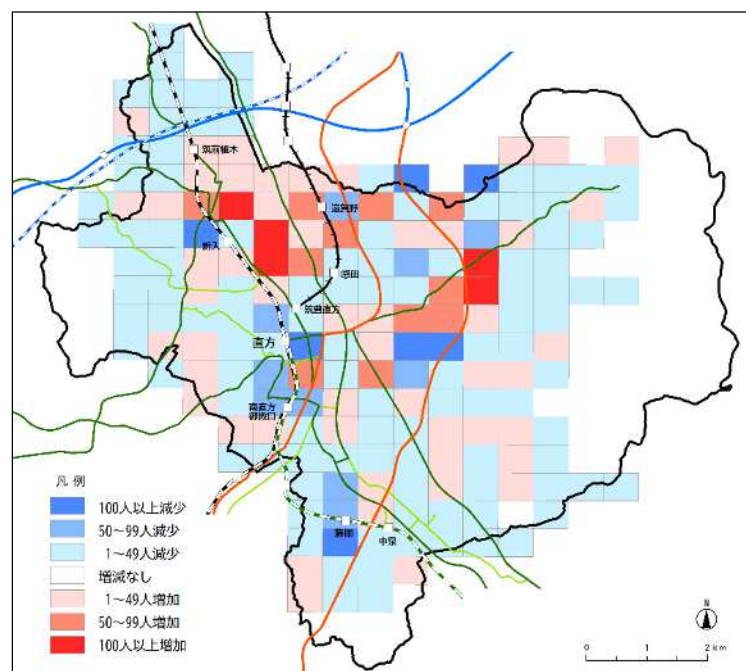 筑前植木
遠賀野
新入
感田
筑豊直方
直方
南直方
御殿口
藤棚
中泉
凡 例
100人以上減少
50～99人減少
1～49人減少
増減なし
1～49人増加
50～99人増加
100人以上増加
N
0 1 2 km